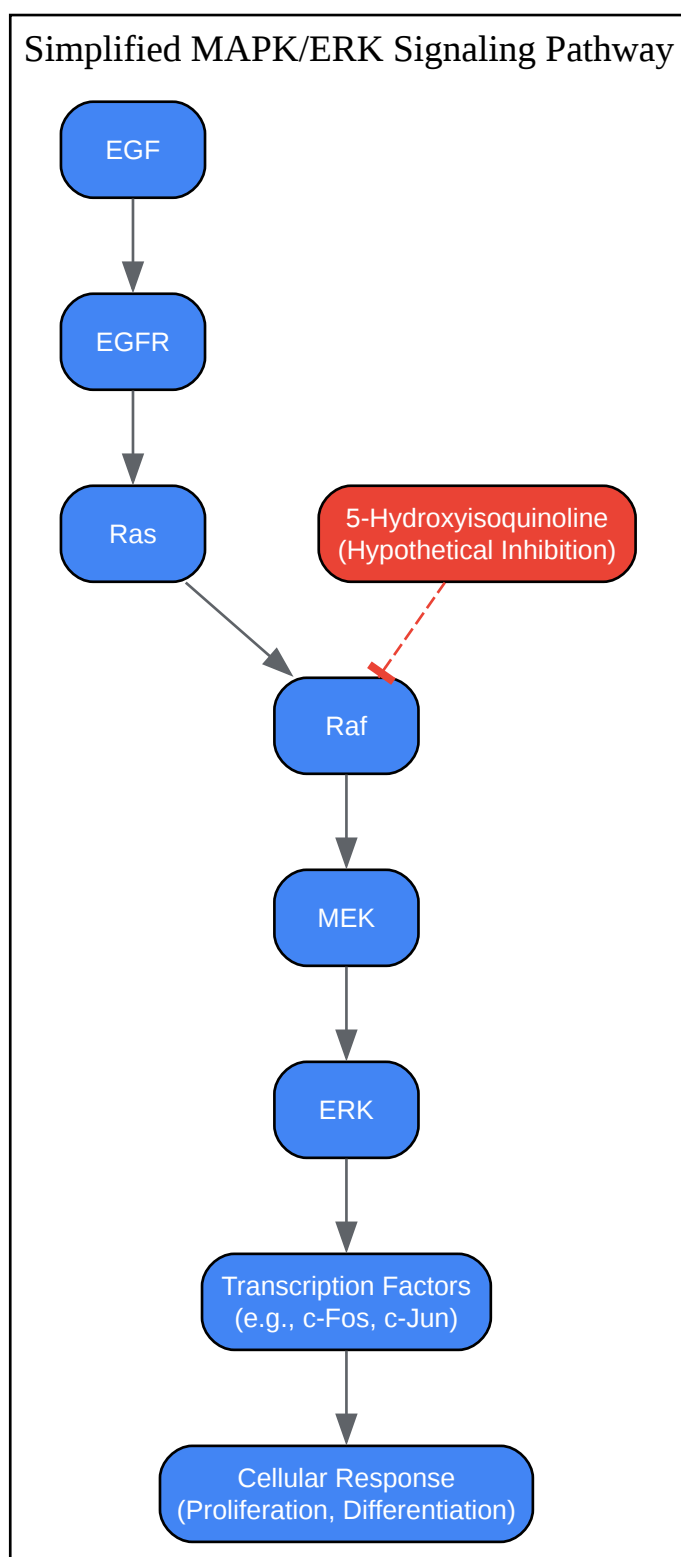 Simplified MAPK/ERK Signaling Pathway
EGF
EGFR
Ras
5-Hydroxyisoquinoline
(Hypothetical Inhibition)
Raf
MEK
ERK
Transcription Factors
(e.g., c-Fos, c-Jun)
Cellular Response
(Proliferation, Differentiation)